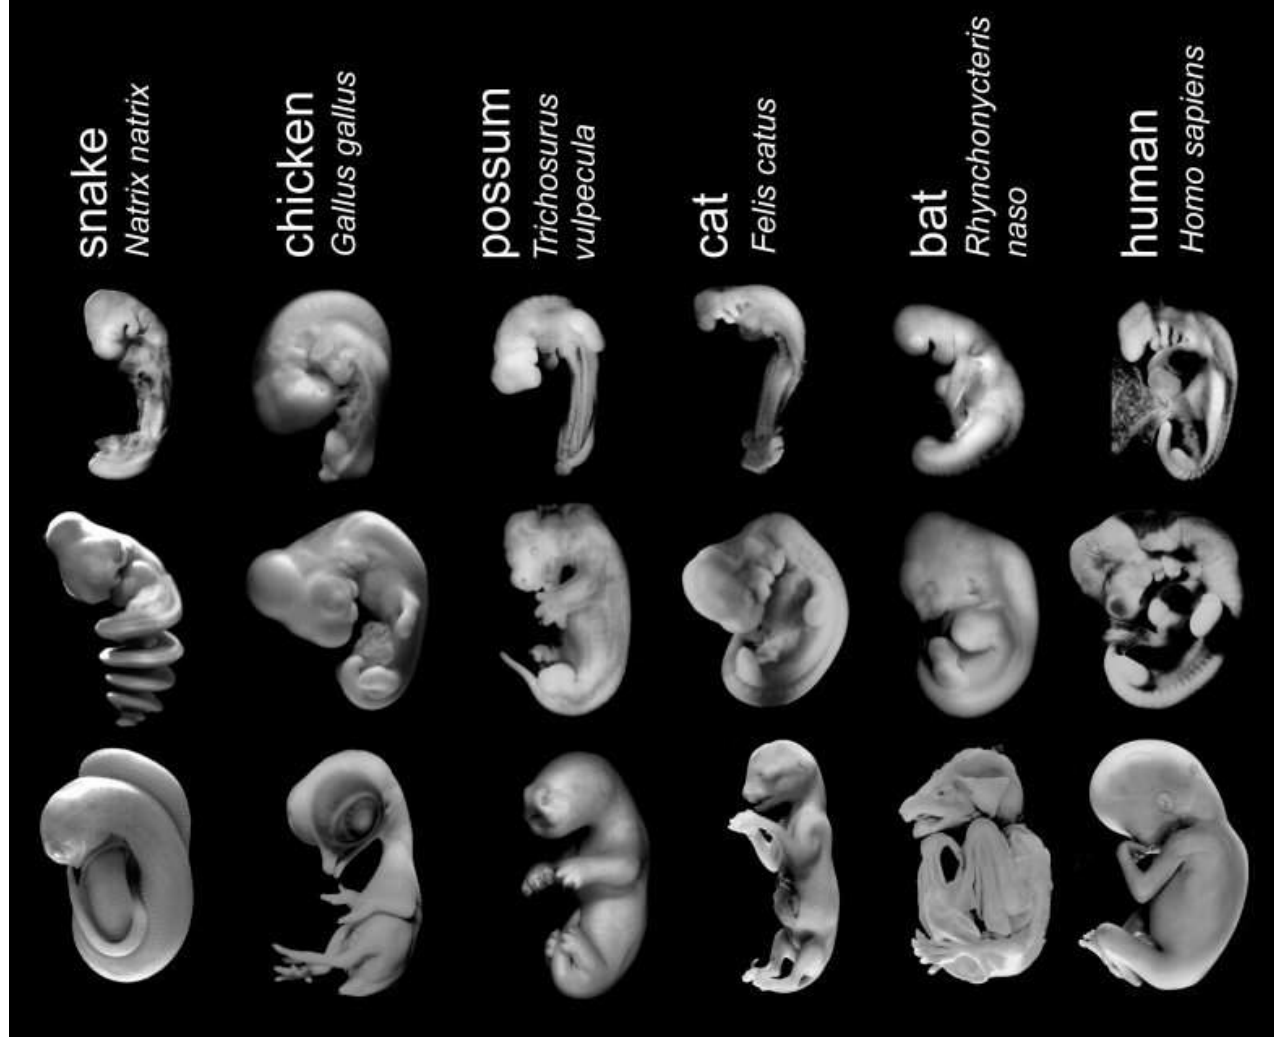 snake
Natrix natrix
chicken
Gallus gallus
possum
Trichosurus
vulpecula
cat
Felis catus
bat
Rhynchonycteris
naso
human
Homo sapiens